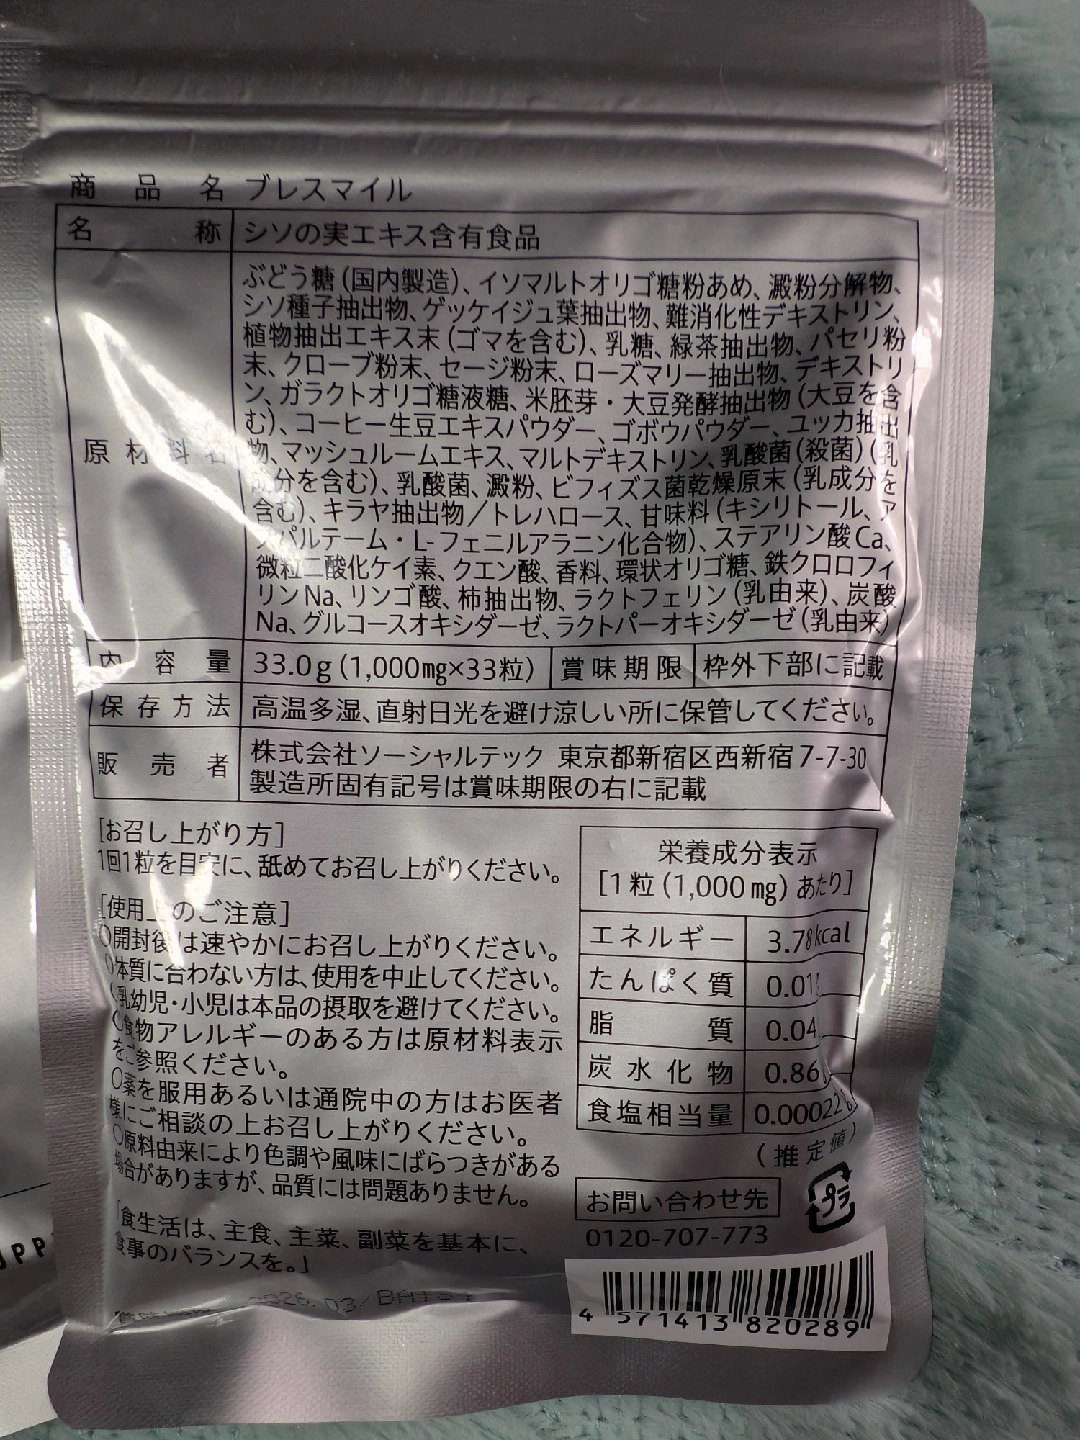 商品名 ブレスマイル
名称 シソの実エキス含有食品
原材料名
ぶどう糖(国内製造)、イソマルトオリゴ糖粉あめ、澱粉分解物、
シソ種子抽出物、ゲッケイジュ葉抽出物、難消化性デキストリン、
植物抽出エキス末(ゴマを含む)、乳糖、緑茶抽出物、パセリ粉
末、クローブ粉末、セージ粉末、ローズマリー抽出物、デキストリ
ン、ガラクトオリゴ糖液糖、米胚芽・大豆発酵抽出物(大豆を含
む)、コーヒー生豆エキスパウダー、ゴボウパウダー、ユッカ抽出
物、マッシュルームエキス、マルトデキストリン、乳酸菌(殺菌)(乳
成分を含む)、乳酸菌、澱粉、ビフィズス菌乾燥原末(乳成分を
含む)、キラヤ抽出物/トレハロース、甘味料(キシリトール、ア
スパルテーム・L-フェニルアラニン化合物)、ステアリン酸Ca、
微粒二酸化ケイ素、クエン酸、香料、環状オリゴ糖、鉄クロロフィ
リンNa、リンゴ酸、柿抽出物、ラクトフェリン(乳由来)、炭酸
Na、グルコースオキシダーゼ、ラクトパーオキシダーゼ(乳由来)
内容量 33.0g(1,000mg×33粒) 賞味期限 枠外下部に記載
保存方法 高温多湿、直射日光を避け涼しい所に保管してください。
販売者 株式会社ソーシャルテック 東京都新宿区西新宿7-7-30
製造所固有記号は賞味期限の右に記載
[お召し上がり方]
1回1粒を目安に、舐めてお召し上がりください。
[使用上のご注意]
○開封後は速やかにお召し上がりください。
○体質に合わない方は、使用を中止してください。
○乳幼児・小児は本品の摂取を避けてください。
○食物アレルギーのある方は原材料表示
をご参照ください。
○薬を服用あるいは通院中の方はお医者
様にご相談の上お召し上がりください。
○原料由来により色調や風味にばらつきがある
場合がありますが、品質には問題ありません。
「食生活は、主食、主菜、副菜を基本に、
食事のバランスを。」
栄養成分表示
[1粒(1,000mg)あたり]
エネルギー 3.78kcal
たんぱく質 0.01
脂質 0.04
炭水化物 0.86
食塩相当量 0.00022g
(推定値)
お問い合わせ先
0120-707-773
プラ
4 571413 820289